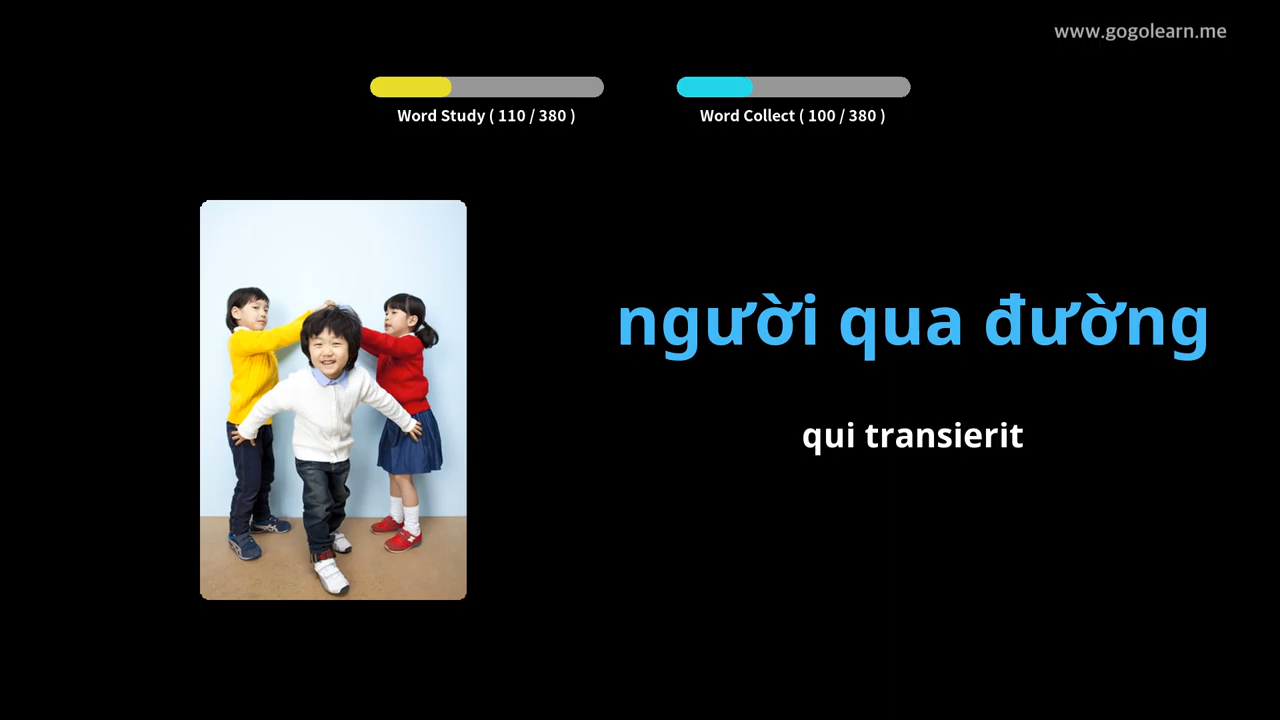 www.gogolearn.me
Word Study ( 110 / 380 )
Word Collect ( 100 / 380 )
người qua đường
qui transierit